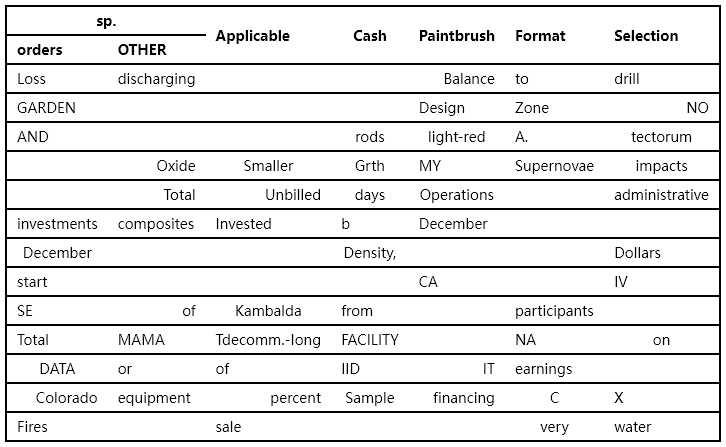 sp. Applicable Cash Paintbrush Format Selection
orders OTHER
Loss discharging Balance to drill
GARDEN Design Zone NO
AND rods light-red A. tectorum
Oxide Smaller Grth MY Supernovae impacts
Total Unbilled days Operations administrative
investments composites Invested b December
December Density, Dollars
start CA IV
SE of Kambalda from participants
Total MAMA Tdecomm.-long FACILITY NA on
DATA or of IID IT earnings
Colorado equipment percent Sample financing C X
Fires sale very water